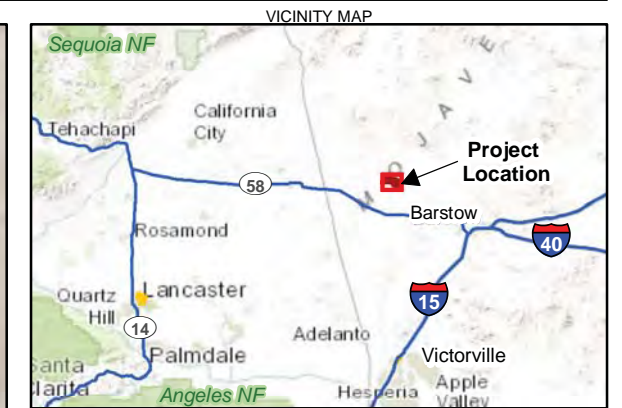 VICINITY MAP
Sequoia NF
MOJAVE
California
City
Tehachapi
Project
Location
58
Barstow
Rosamond
40
Quartz
Hill
Lancaster
15
14
Adelanto
Palmdale
Victorville
Santa
Clarita
Angeles NF
Hesperia
Apple
Valley